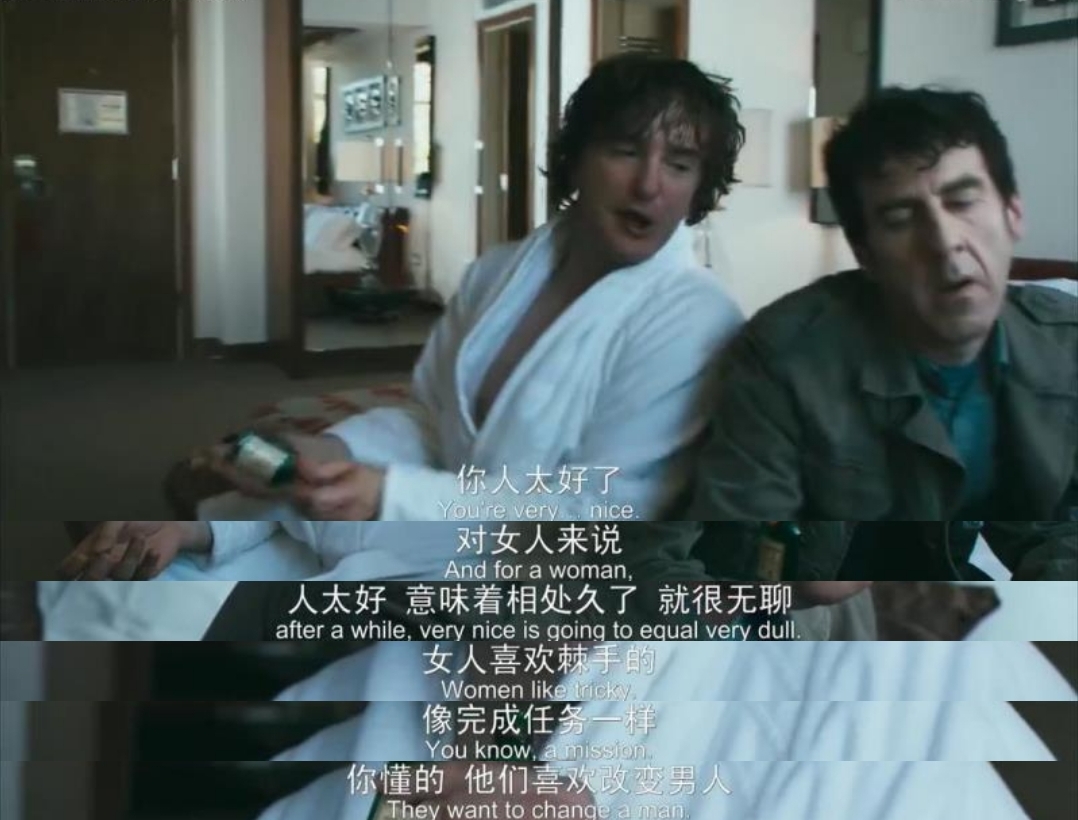 你人太好了
You're very... nice.
对女人来说
And for a woman,
人太好 意味着相处久了 就很无聊
after a while, very nice is going to equal very dull.
女人喜欢棘手的
Women like tricky.
像完成任务一样
You know, a mission.
你懂的 他们喜欢改变男人
They want to change a man.